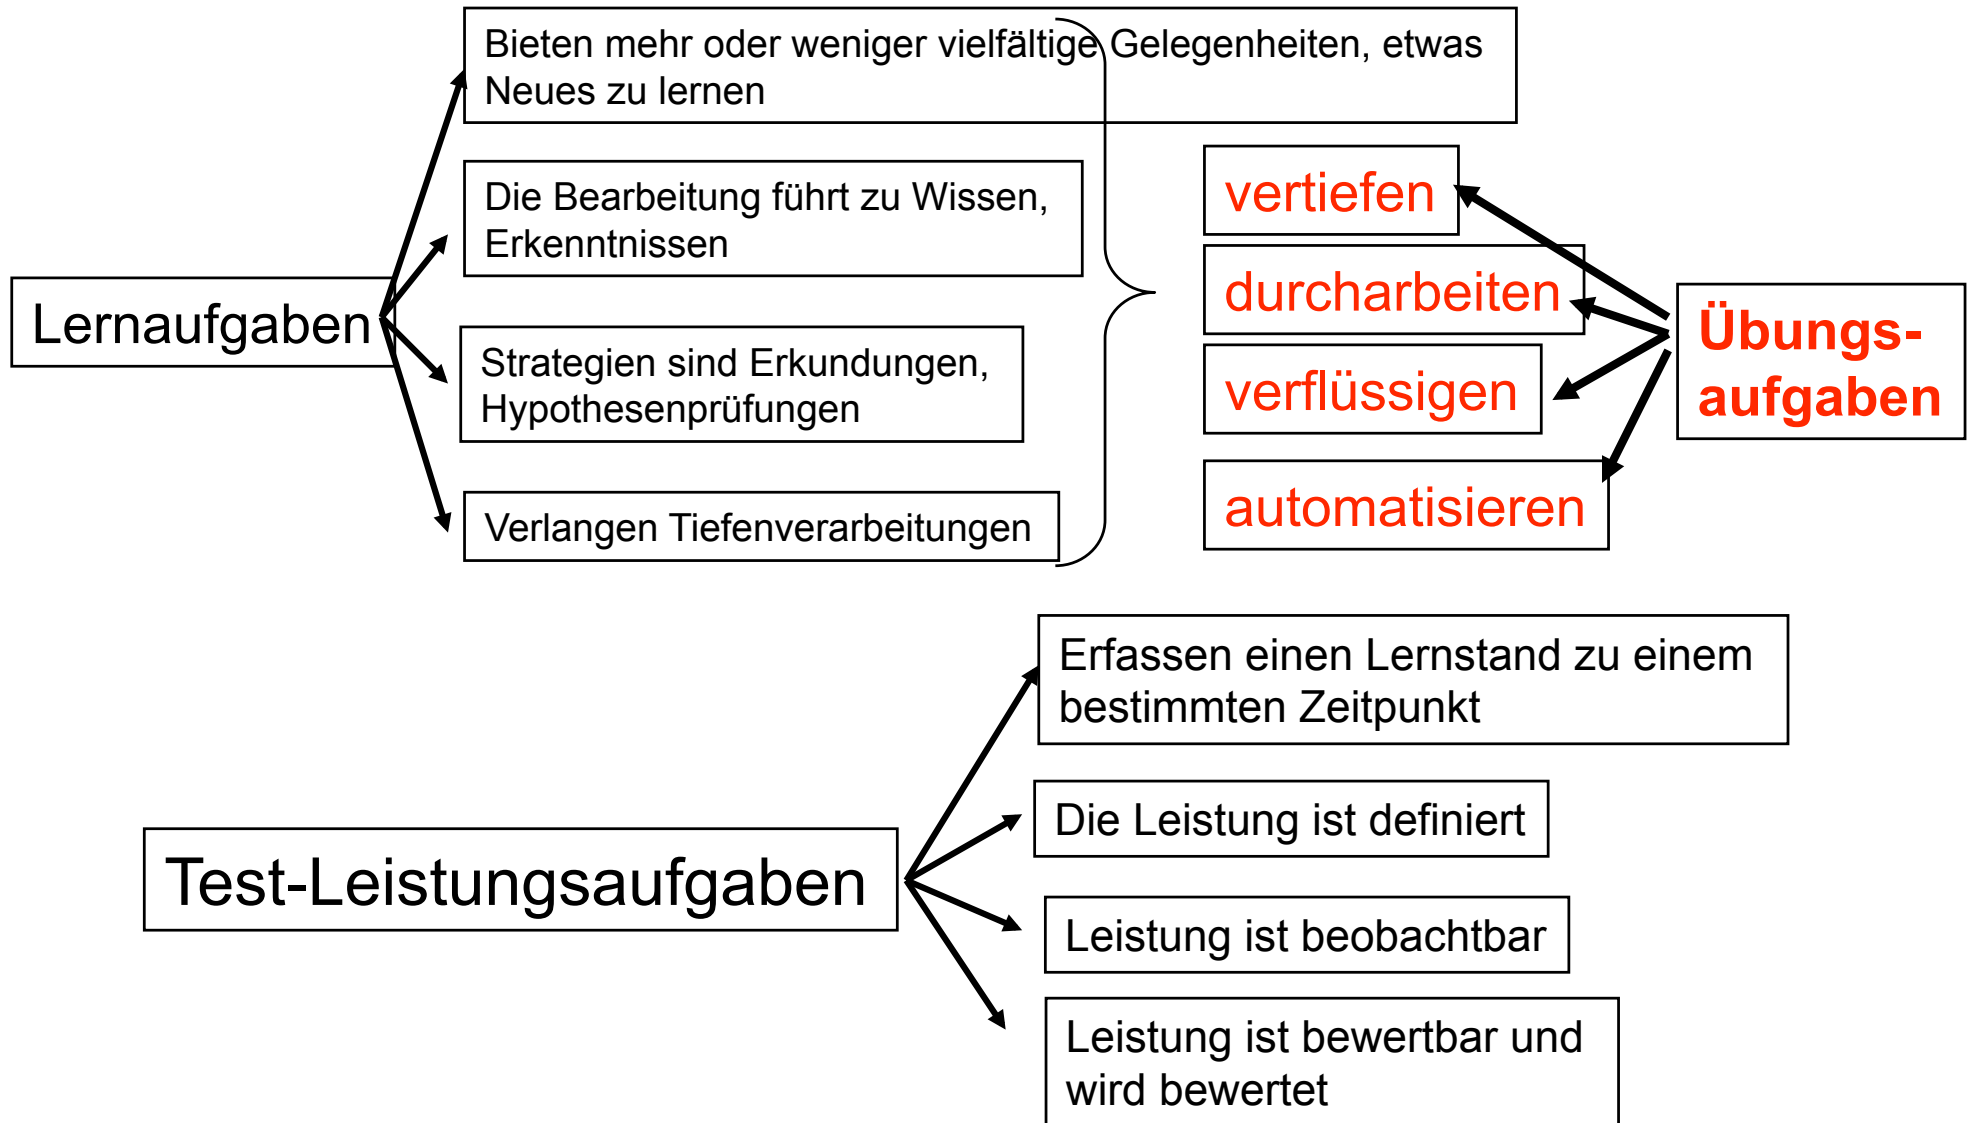 Bieten mehr oder weniger vielfältige Gelegenheiten, etwas
Neues zu lernen
Die Bearbeitung führt zu Wissen,
Erkenntnissen
Lernaufgaben
Strategien sind Erkundungen,
Hypothesenprüfungen
Verlangen Tiefenverarbeitungen
vertiefen
durcharbeiten
verflüssigen
automatisieren
Übungs-
aufgaben
Test-Leistungsaufgaben
Erfassen einen Lernstand zu einem
bestimmten Zeitpunkt
Die Leistung ist definiert
Leistung ist beobachtbar
Leistung ist bewertbar und
wird bewertet